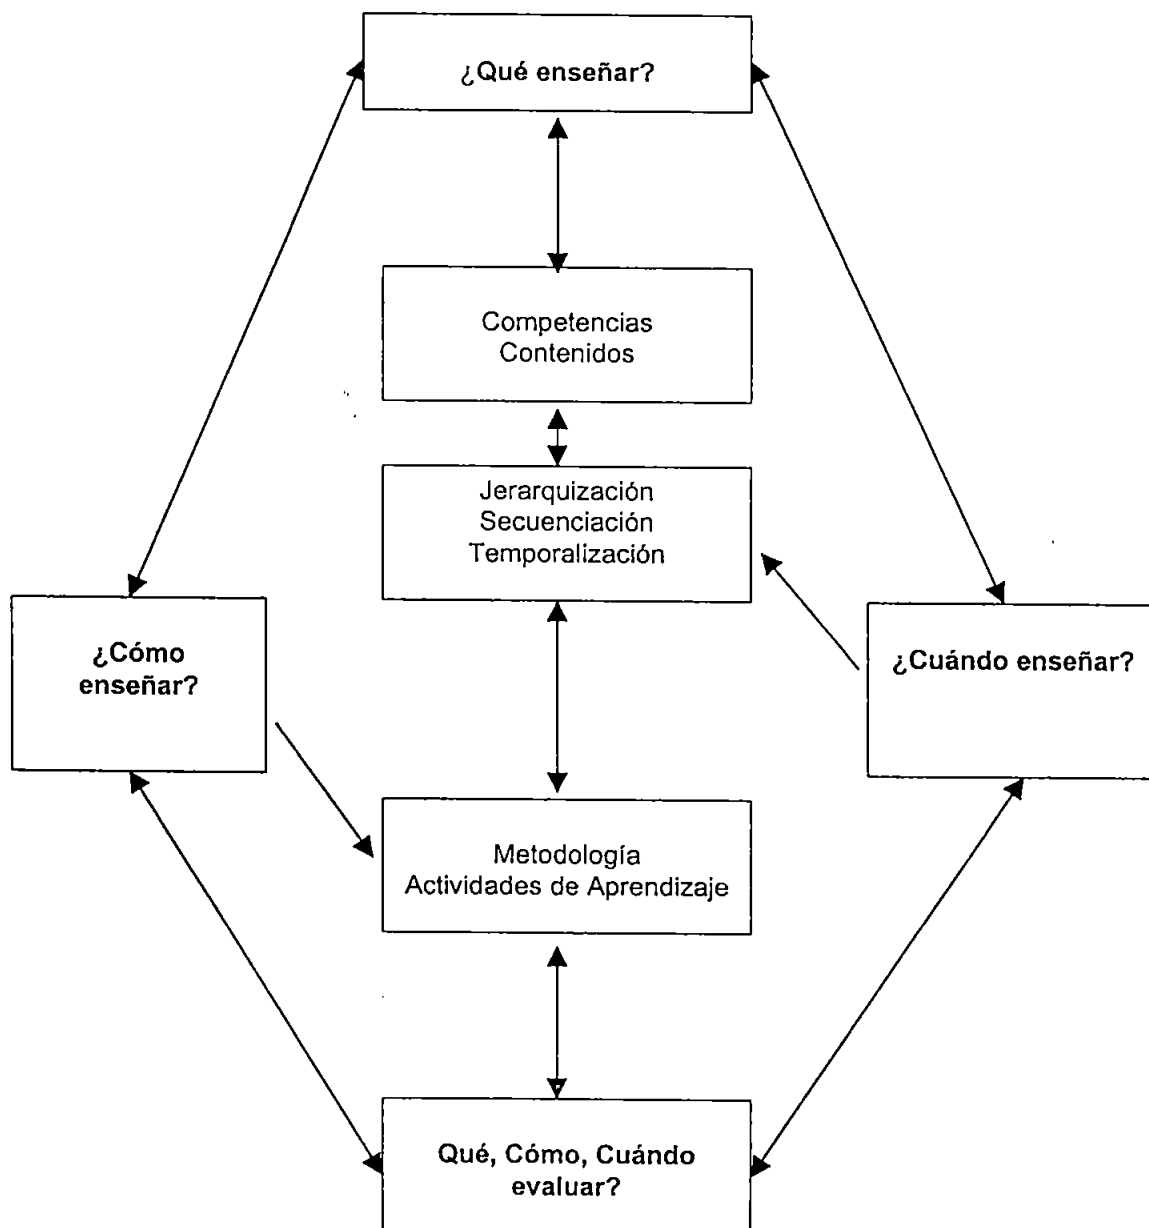 ¿Qué enseñar?
Competencias
Contenidos
Jerarquización
Secuenciación
Temporalización
¿Cómo
enseñar?
¿Cuándo enseñar?
Metodología
Actividades de Aprendizaje
Qué, Cómo, Cuándo
evaluar?